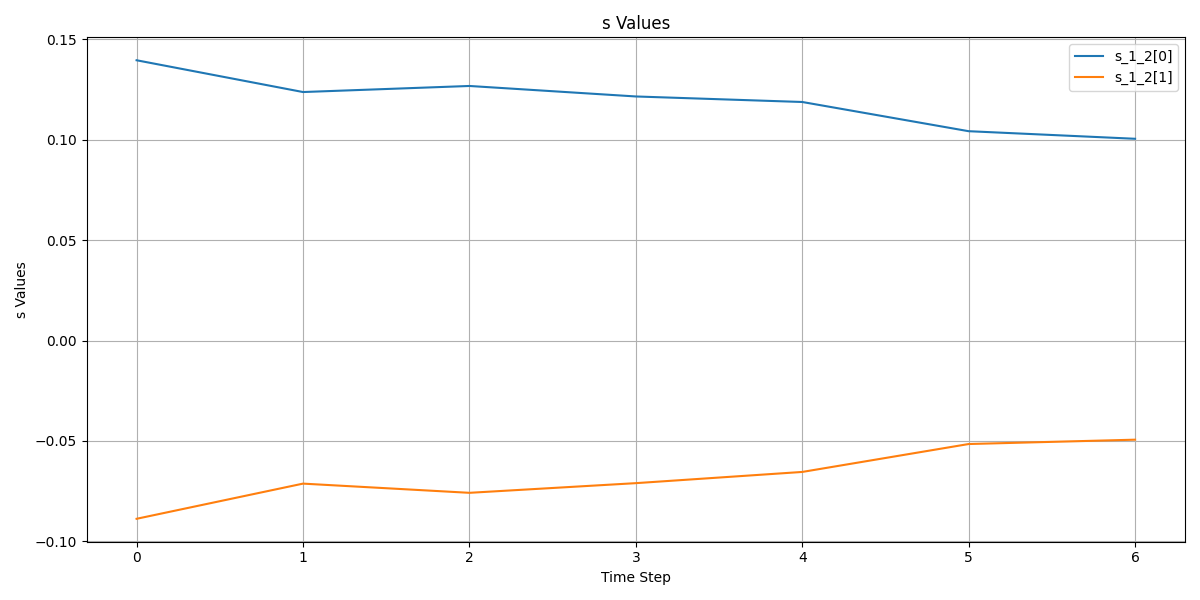 s Values
s_1_2[0]
s_1_2[1]
s Values
0.15
0.10
0.05
0.00
−0.05
−0.10
0 1 2 3 4 5 6
Time Step